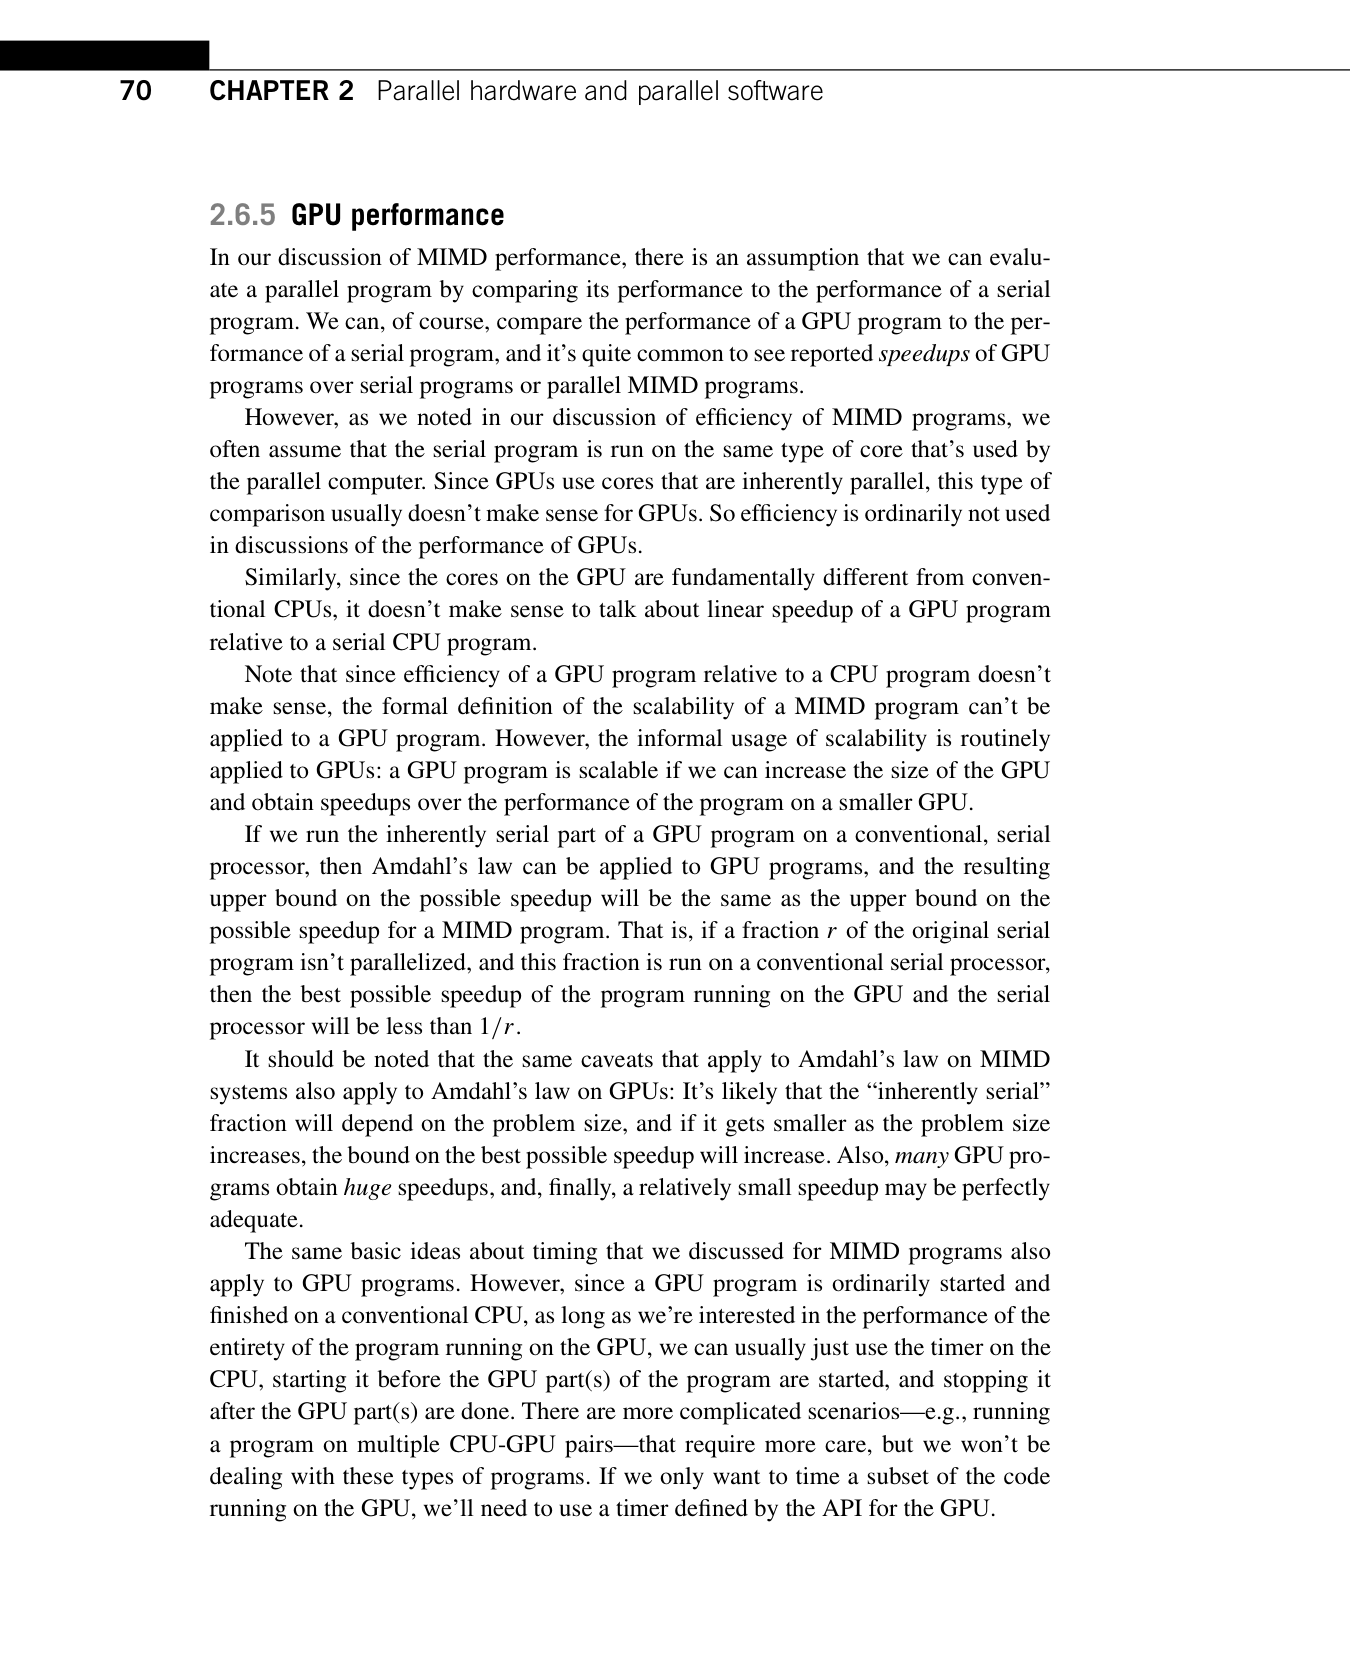 70 CHAPTER 2 Parallel hardware and parallel software
2.6.5 GPU performance
In our discussion of MIMD performance, there is an assumption that we can evalu-
ate a parallel program by comparing its performance to the performance of a serial
program. We can, of course, compare the performance of a GPU program to the per-
formance of a serial program, and it’s quite common to see reported speedups of GPU
programs over serial programs or parallel MIMD programs.
However, as we noted in our discussion of efficiency of MIMD programs, we
often assume that the serial program is run on the same type of core that’s used by
the parallel computer. Since GPUs use cores that are inherently parallel, this type of
comparison usually doesn’t make sense for GPUs. So efficiency is ordinarily not used
in discussions of the performance of GPUs.
Similarly, since the cores on the GPU are fundamentally different from conven-
tional CPUs, it doesn’t make sense to talk about linear speedup of a GPU program
relative to a serial CPU program.
Note that since efficiency of a GPU program relative to a CPU program doesn’t
make sense, the formal definition of the scalability of a MIMD program can’t be
applied to a GPU program. However, the informal usage of scalability is routinely
applied to GPUs: a GPU program is scalable if we can increase the size of the GPU
and obtain speedups over the performance of the program on a smaller GPU.
If we run the inherently serial part of a GPU program on a conventional, serial
processor, then Amdahl’s law can be applied to GPU programs, and the resulting
upper bound on the possible speedup will be the same as the upper bound on the
possible speedup for a MIMD program. That is, if a fraction r of the original serial
program isn’t parallelized, and this fraction is run on a conventional serial processor,
then the best possible speedup of the program running on the GPU and the serial
processor will be less than 1/r.
It should be noted that the same caveats that apply to Amdahl’s law on MIMD
systems also apply to Amdahl’s law on GPUs: It’s likely that the “inherently serial”
fraction will depend on the problem size, and if it gets smaller as the problem size
increases, the bound on the best possible speedup will increase. Also, many GPU pro-
grams obtain huge speedups, and, finally, a relatively small speedup may be perfectly
adequate.
The same basic ideas about timing that we discussed for MIMD programs also
apply to GPU programs. However, since a GPU program is ordinarily started and
finished on a conventional CPU, as long as we’re interested in the performance of the
entirety of the program running on the GPU, we can usually just use the timer on the
CPU, starting it before the GPU part(s) of the program are started, and stopping it
after the GPU part(s) are done. There are more complicated scenarios—e.g., running
a program on multiple CPU-GPU pairs—that require more care, but we won’t be
dealing with these types of programs. If we only want to time a subset of the code
running on the GPU, we’ll need to use a timer defined by the API for the GPU.